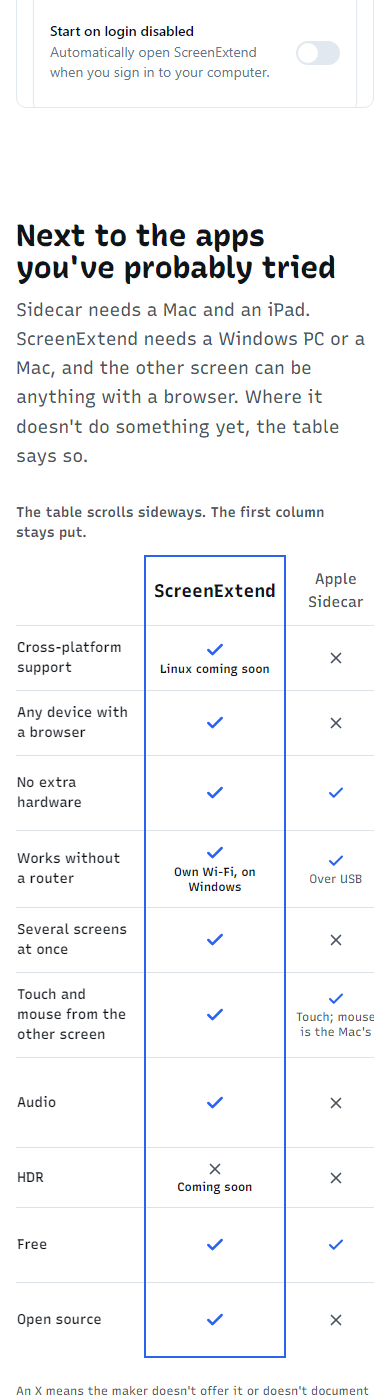 Start on login disabled
Automatically open ScreenExtend
when you sign in to your computer.
Next to the apps
you've probably tried
Sidecar needs a Mac and an iPad.
ScreenExtend needs a Windows PC or a
Mac, and the other screen can be
anything with a browser. Where it
doesn't do something yet, the table
says so.
The table scrolls sideways. The first column
stays put.
ScreenExtend
Apple
Sidecar
Cross-platform
support
Linux coming soon
Any device with
a browser
No extra
hardware
Works without
a router
Own Wi-Fi, on
Windows
Over USB
Several screens
at once
Touch and
mouse from the
other screen
Touch; mouse
is the Mac's
Audio
HDR
Coming soon
Free
Open source
An X means the maker doesn't offer it or doesn't document